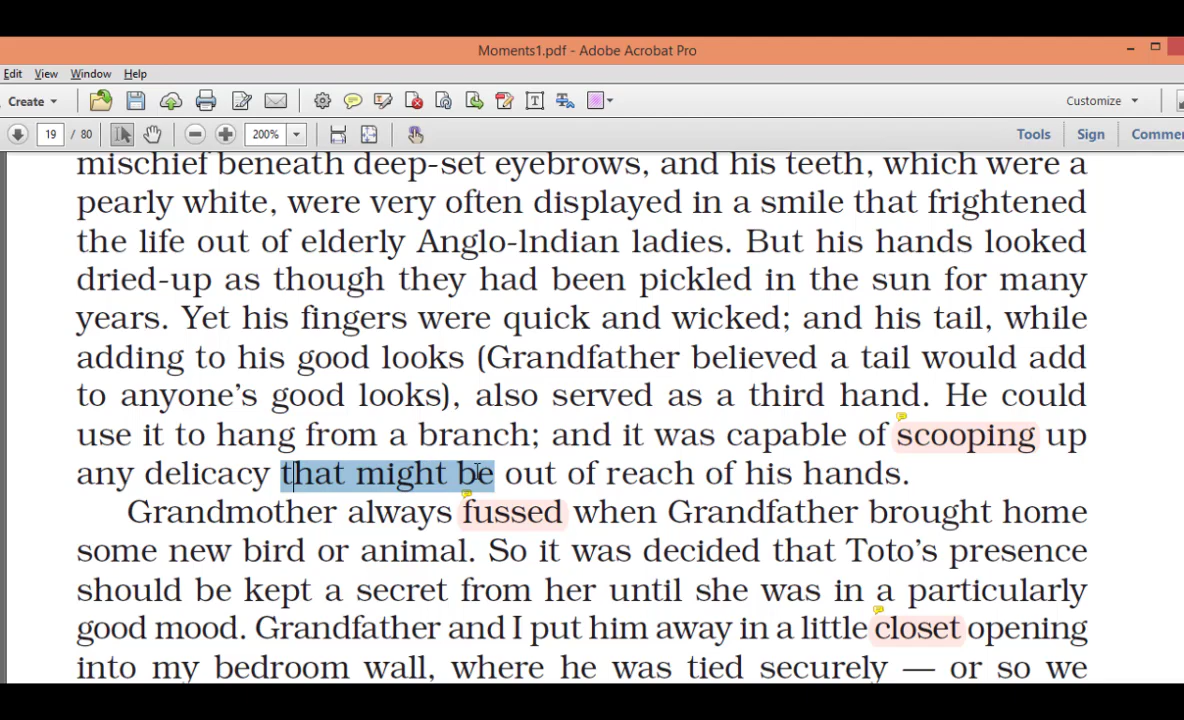 Moments1.pdf - Adobe Acrobat Pro
Edit View Window Help
Create Customize
19 / 80 200% Tools Sign
mischief beneath deep-set eyebrows, and his teeth, which were a
pearly white, were very often displayed in a smile that frightened
the life out of elderly Anglo-lndian ladies. But his hands looked
dried-up as though they had been pickled in the sun for many
years. Yet his fingers were quick and wicked; and his tail, while
adding to his good looks (Grandfather believed a tail would add
to anyone’s good looks), also served as a third hand. He could
use it to hang from a branch; and it was capable of scooping up
any delicacy that might be out of reach of his hands.
Grandmother always fussed when Grandfather brought home
some new bird or animal. So it was decided that Toto’s presence
should be kept a secret from her until she was in a particularly
good mood. Grandfather and I put him away in a little closet opening
into my bedroom wall, where he was tied securely — or so we